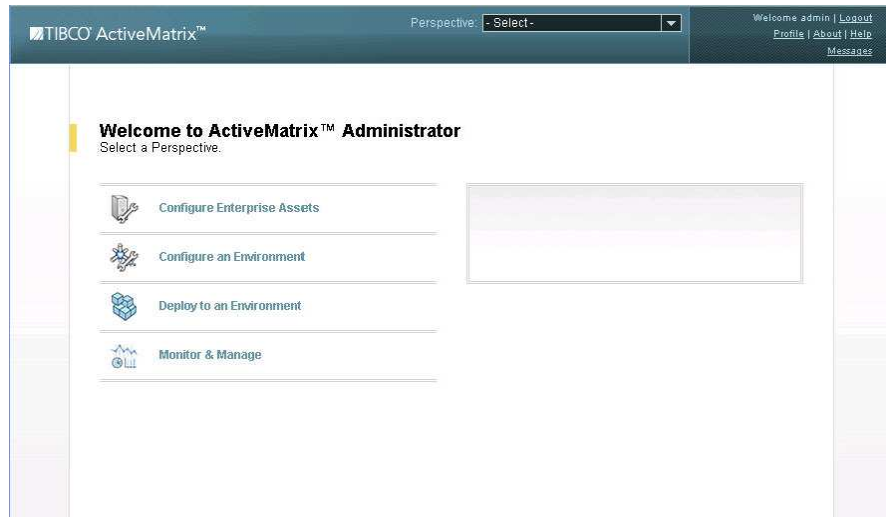 TIBCO ActiveMatrix™
Perspective: - Select -
Welcome admin | Logout
Profile | About | Help
Messages
Welcome to ActiveMatrix™ Administrator
Select a Perspective.
Configure Enterprise Assets
Configure an Environment
Deploy to an Environment
Monitor & Manage